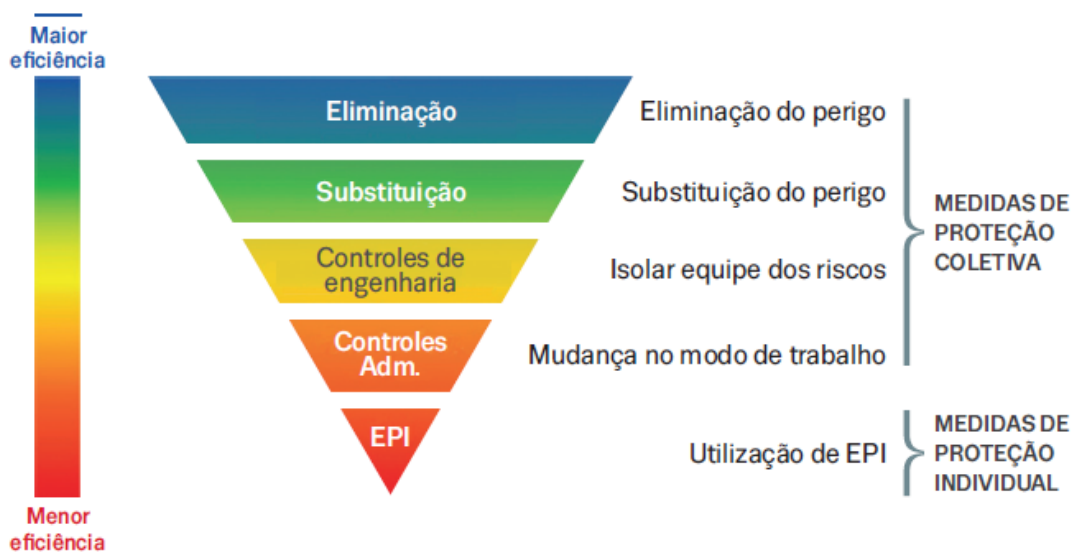 Maior
eficiência
Eliminação
Eliminação do perigo
Substituição
Substituição do perigo
Controles de
engenharia
Isolar equipe dos riscos
Controles
Adm.
Mudança no modo de trabalho
MEDIDAS DE
PROTEÇÃO
COLETIVA
EPI
Utilização de EPI
MEDIDAS DE
PROTEÇÃO
INDIVIDUAL
Menor
eficiência